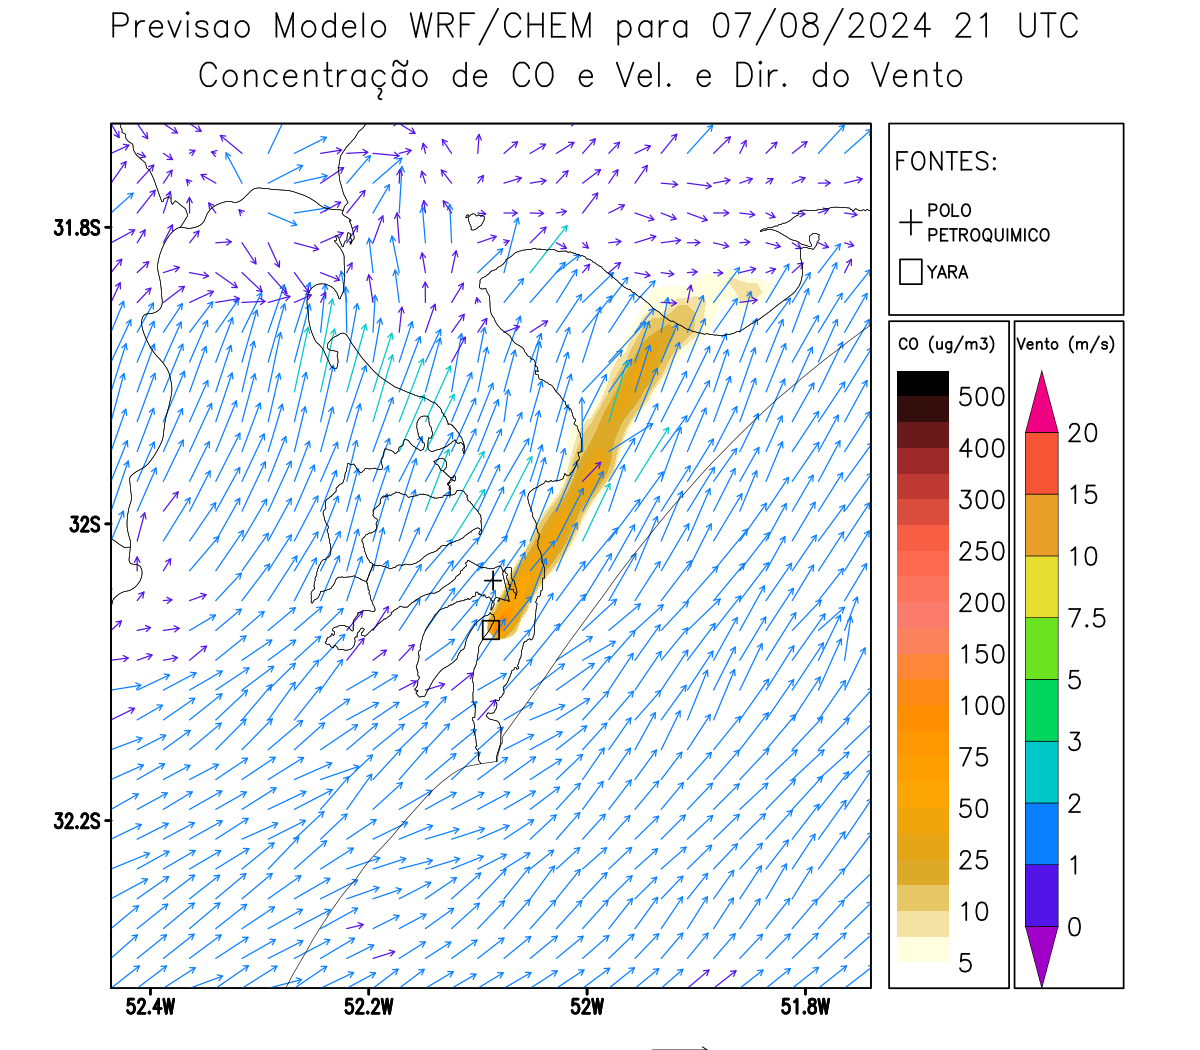 Previsao Modelo WRF/CHEM para 07/08/2024 21 UTC
Concentração de CO e Vel. e Dir. do Vento
FONTES:
POLO
PETROQUIMICO
YARA
CO (ug/m3)
500
400
300
250
200
150
100
75
50
25
10
5
Vento (m/s)
20
15
10
7.5
5
3
2
1
0
31.8S
32S
32.2S
52.4W 52.2W 52W 51.8W